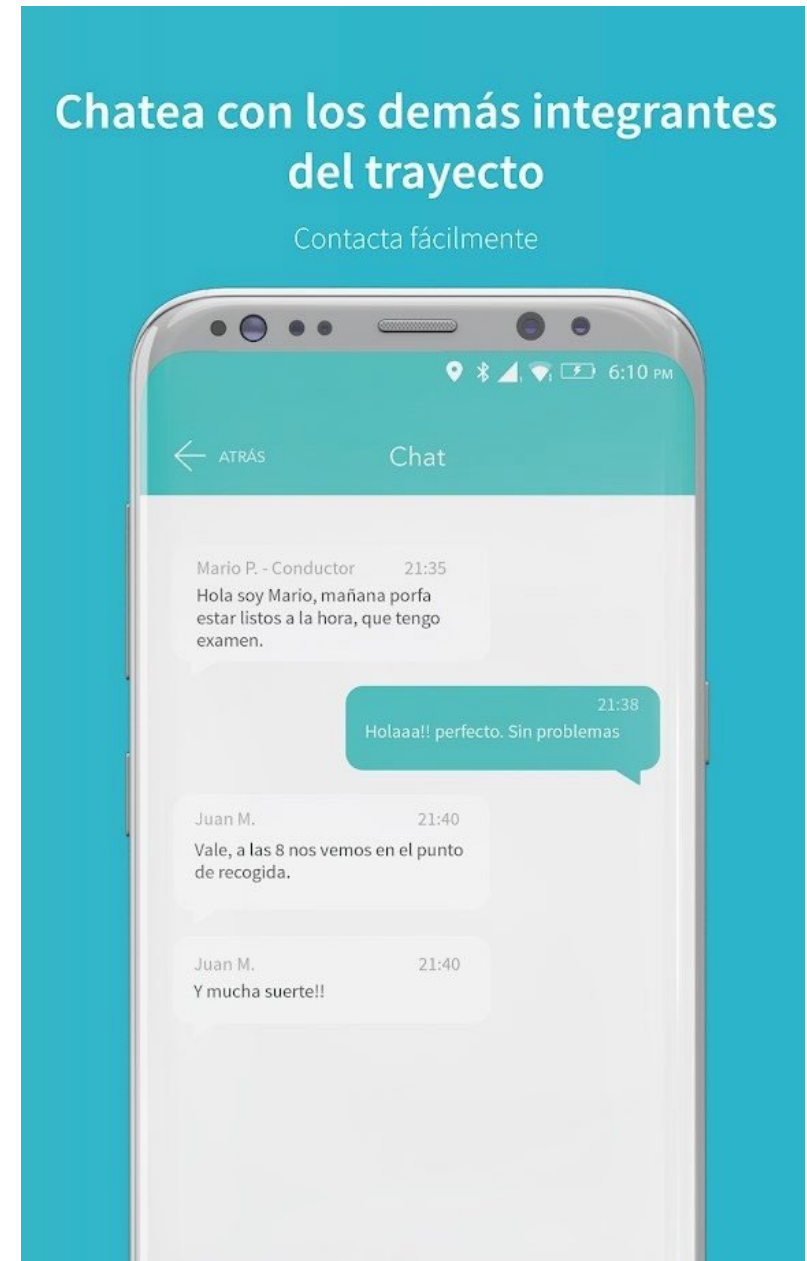 Chatea con los demás integrantes
del trayecto
Contacta fácilmente
6:10 PM
ATRÁS
Chat
Mario P. - Conductor 21:35
Hola soy Mario, mañana porfa
estar listos a la hora, que tengo
examen.
21:38
Holaaa!! perfecto. Sin problemas
Juan M. 21:40
Vale, a las 8 nos vemos en el punto
de recogida.
Juan M. 21:40
Y mucha suerte!!